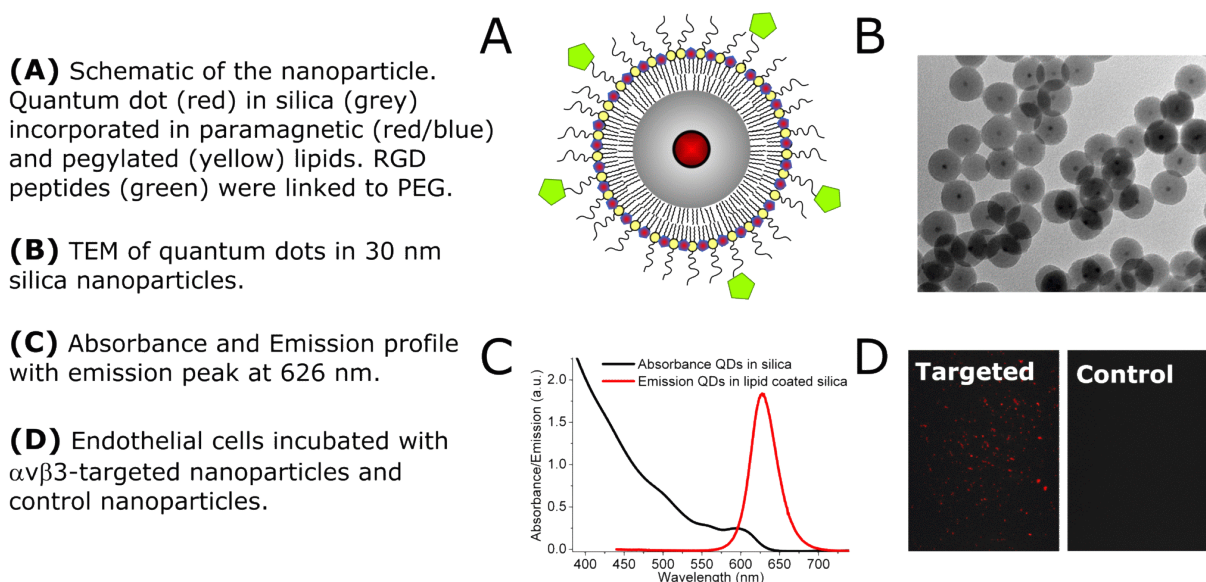 (A) Schematic of the nanoparticle.
Quantum dot (red) in silica (grey)
incorporated in paramagnetic (red/blue)
and pegylated (yellow) lipids. RGD
peptides (green) were linked to PEG.
(B) TEM of quantum dots in 30 nm
silica nanoparticles.
(C) Absorbance and Emission profile
with emission peak at 626 nm.
(D) Endothelial cells incubated with
αvβ3-targeted nanoparticles and
control nanoparticles.
A
B
C
Absorbance QDs in silica
Emission QDs in lipid coated silica
Absorbance/Emission (a.u.)
2.0
1.5
1.0
0.5
0.0
400 450 500 550 600 650 700
Wavelength (nm)
D
Targeted
Control